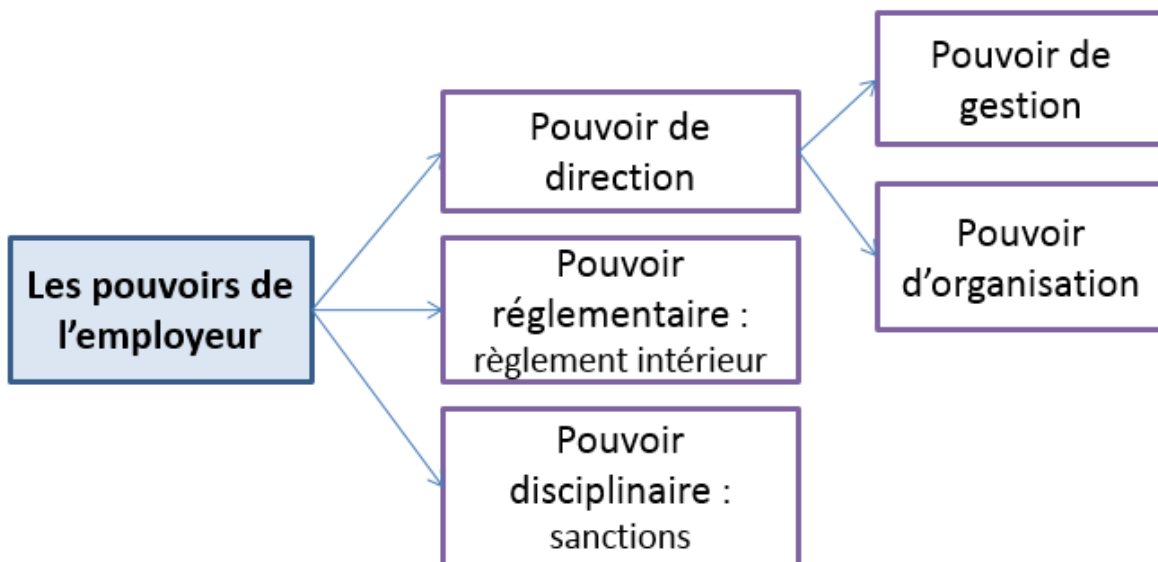 Les pouvoirs de
l'employeur
Pouvoir de
direction
Pouvoir
réglementaire :
règlement intérieur
Pouvoir
disciplinaire :
sanctions
Pouvoir de
gestion
Pouvoir
d'organisation